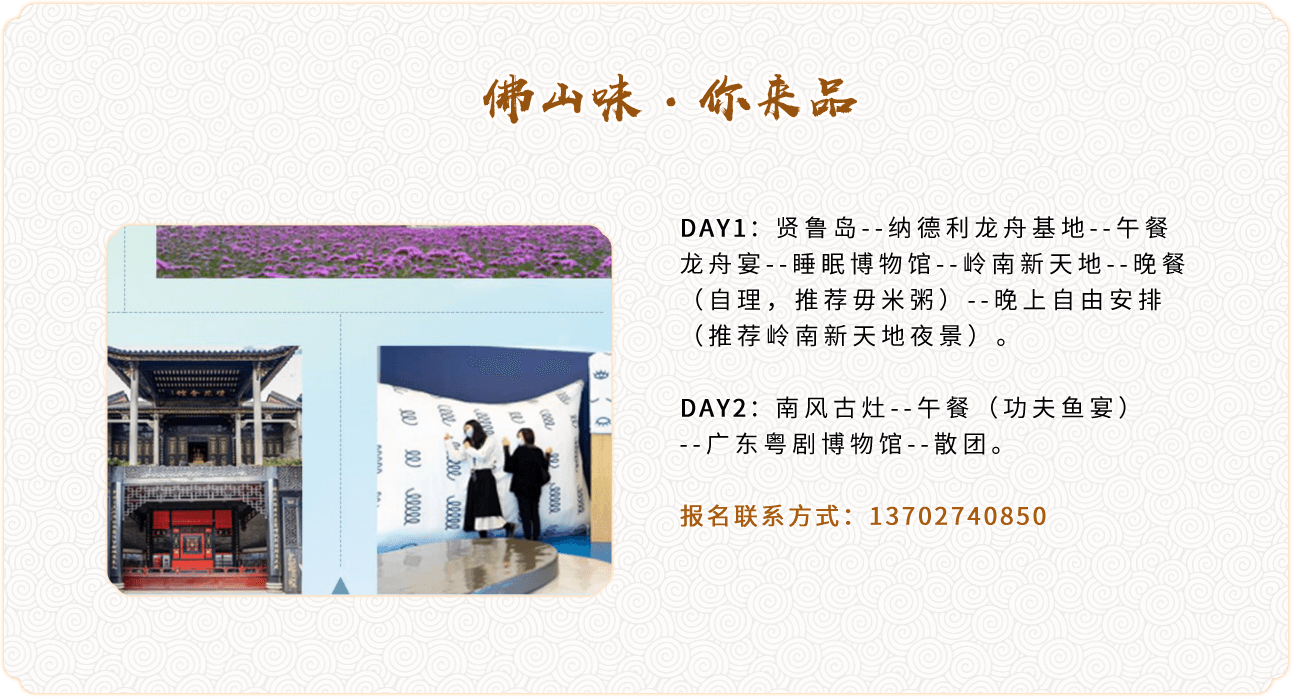 佛山味·你来品
DAY1：贤鲁岛--纳德利龙舟基地--午餐
龙舟宴--睡眠博物馆--岭南新天地--晚餐
（自理，推荐毋米粥）--晚上自由安排
（推荐岭南新天地夜景）。
DAY2：南风古灶--午餐（功夫鱼宴）
--广东粤剧博物馆--散团。
报名联系方式：13702740850